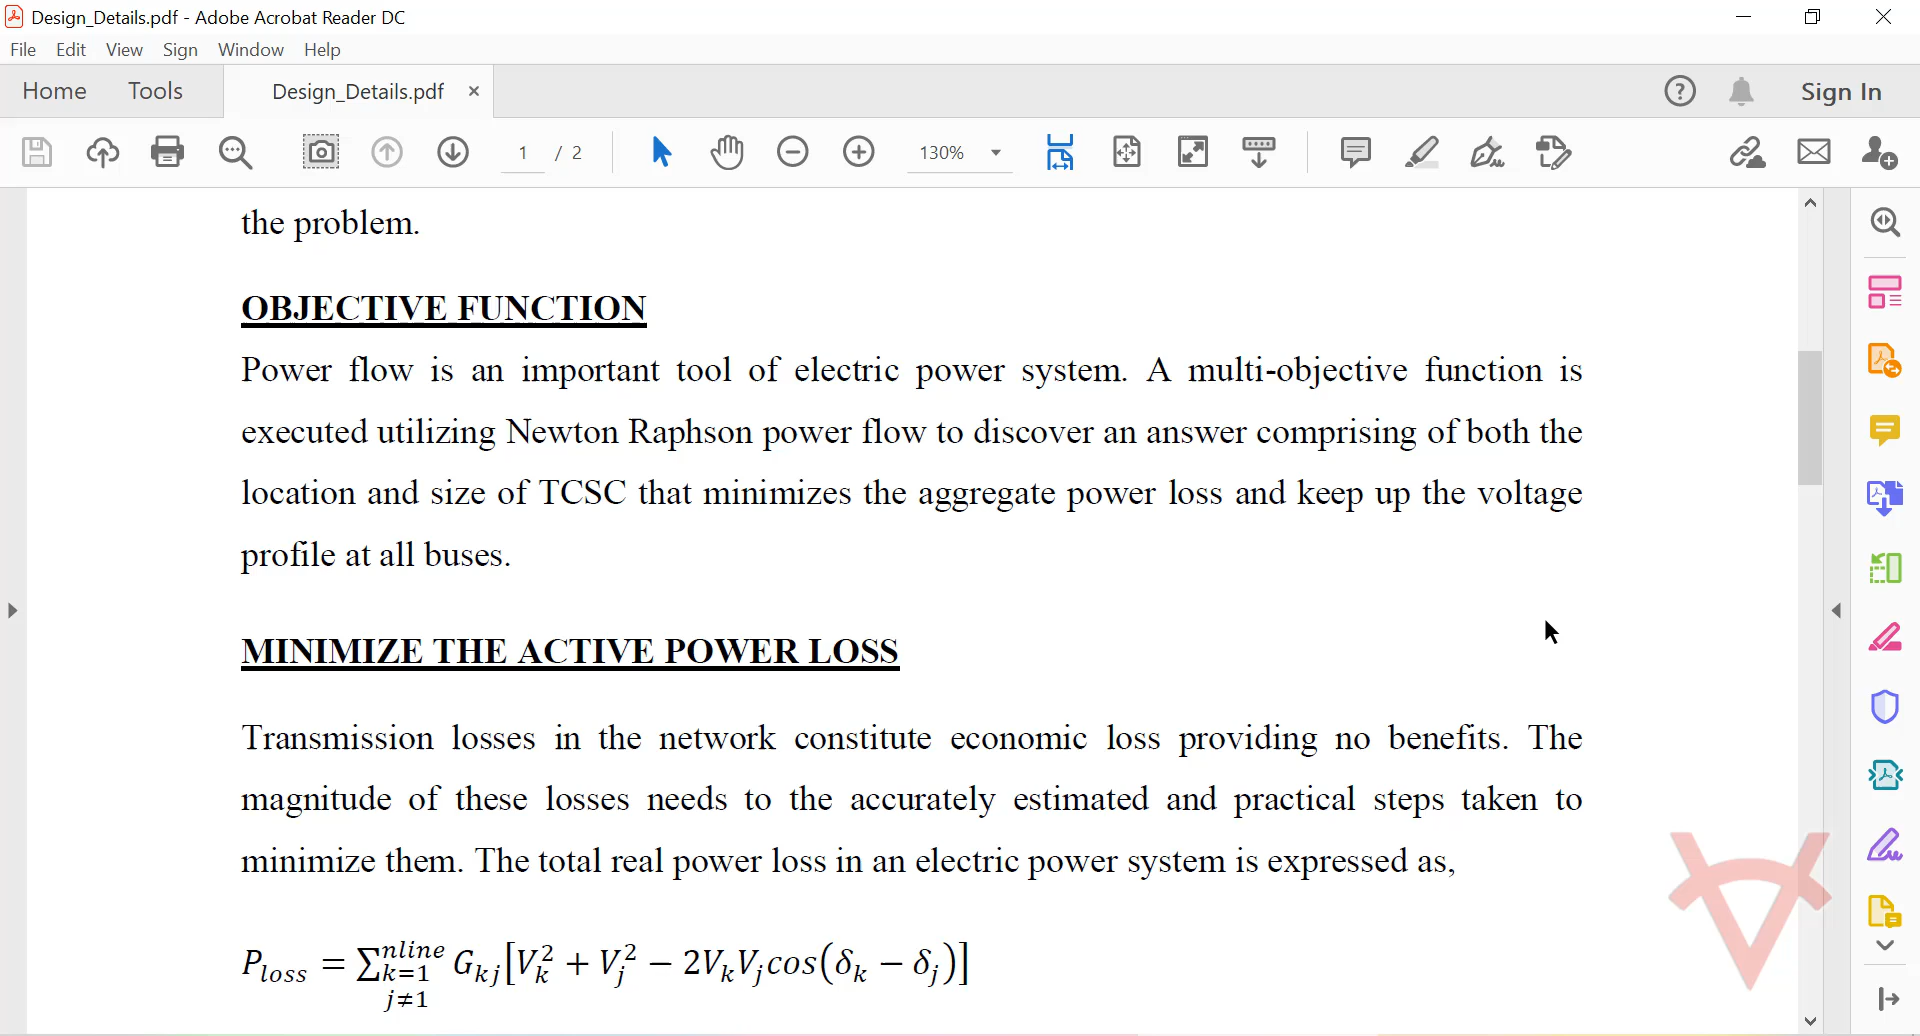 Design_Details.pdf - Adobe Acrobat Reader DC
File Edit View Sign Window Help
Home Tools Design_Details.pdf × Sign In
1 / 2 130%
the problem.
OBJECTIVE FUNCTION
Power flow is an important tool of electric power system. A multi-objective function is
executed utilizing Newton Raphson power flow to discover an answer comprising of both the
location and size of TCSC that minimizes the aggregate power loss and keep up the voltage
profile at all buses.
MINIMIZE THE ACTIVE POWER LOSS
Transmission losses in the network constitute economic loss providing no benefits. The
magnitude of these losses needs to the accurately estimated and practical steps taken to
minimize them. The total real power loss in an electric power system is expressed as,
P_loss = ∑_{k=1 j≠1}^{nline} G_kj[V_k^2 + V_j^2 − 2V_kV_jcos(δ_k − δ_j)]